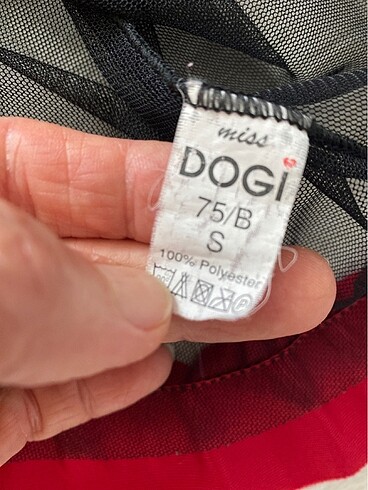 miss
DOGİ
75/B
S
100% Polyester
P